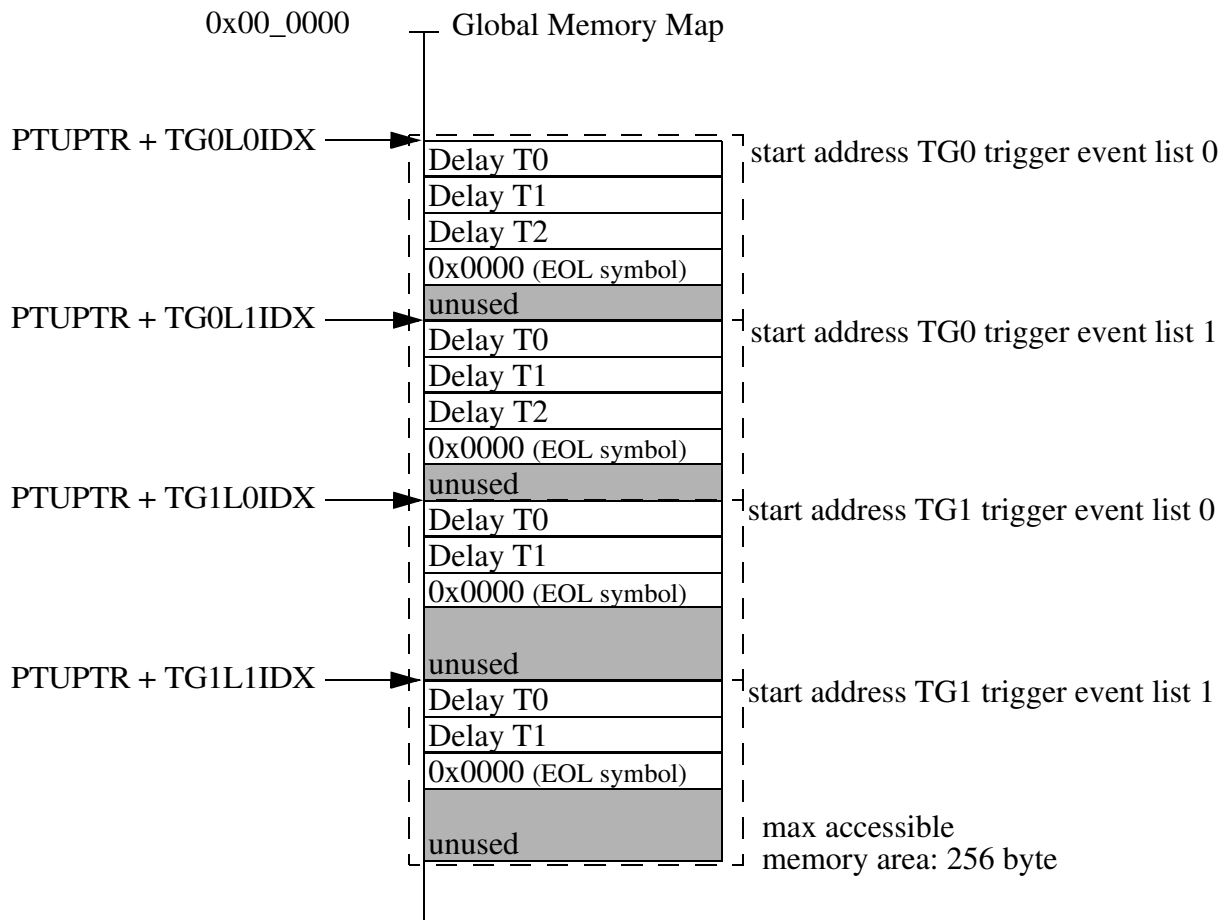 0x00_0000
Global Memory Map
PTUPTR + TG0L0IDX
start address TG0 trigger event list 0
Delay T0
Delay T1
Delay T2
0x0000 (EOL symbol)
unused
PTUPTR + TG0L1IDX
start address TG0 trigger event list 1
Delay T0
Delay T1
Delay T2
0x0000 (EOL symbol)
unused
PTUPTR + TG1L0IDX
start address TG1 trigger event list 0
Delay T0
Delay T1
0x0000 (EOL symbol)
unused
PTUPTR + TG1L1IDX
start address TG1 trigger event list 1
Delay T0
Delay T1
0x0000 (EOL symbol)
unused
max accessible
memory area: 256 byte